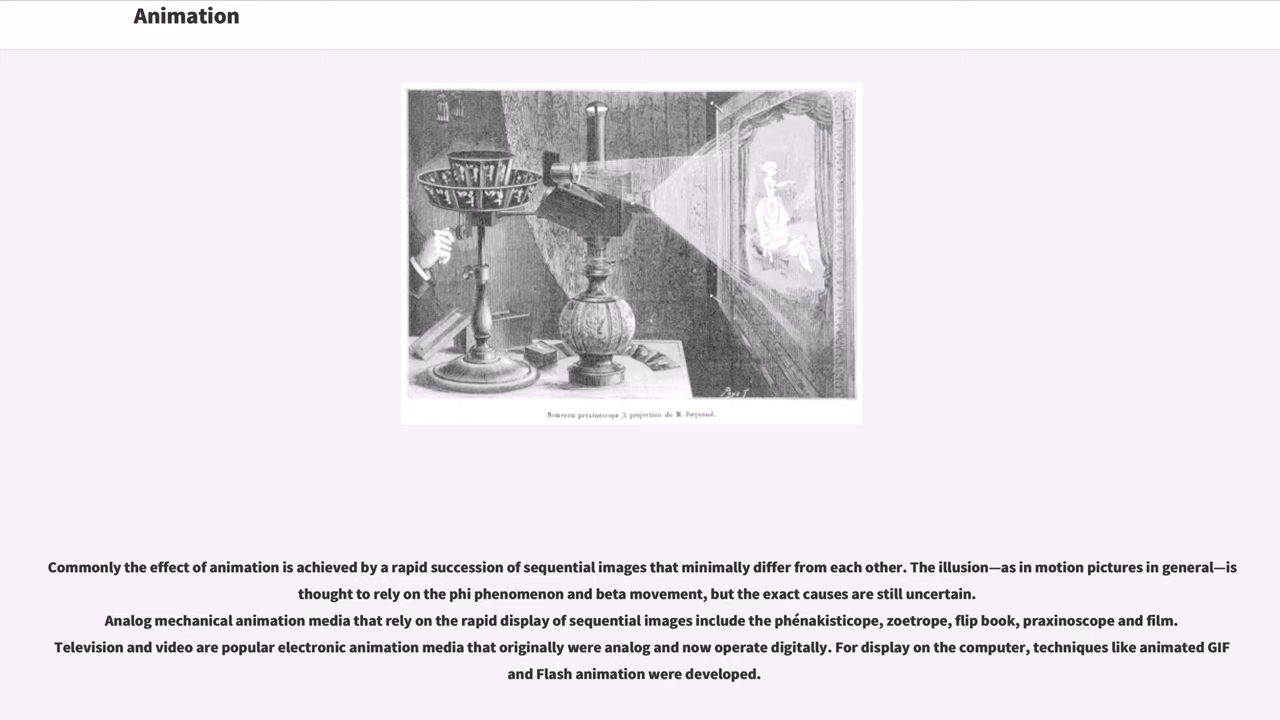 Animation
Nouveau praxinoscope à projection de M. Reynaud.
Commonly the effect of animation is achieved by a rapid succession of sequential images that minimally differ from each other. The illusion—as in motion pictures in general—is
thought to rely on the phi phenomenon and beta movement, but the exact causes are still uncertain.
Analog mechanical animation media that rely on the rapid display of sequential images include the phénakisticope, zoetrope, flip book, praxinoscope and film.
Television and video are popular electronic animation media that originally were analog and now operate digitally. For display on the computer, techniques like animated GIF
and Flash animation were developed.